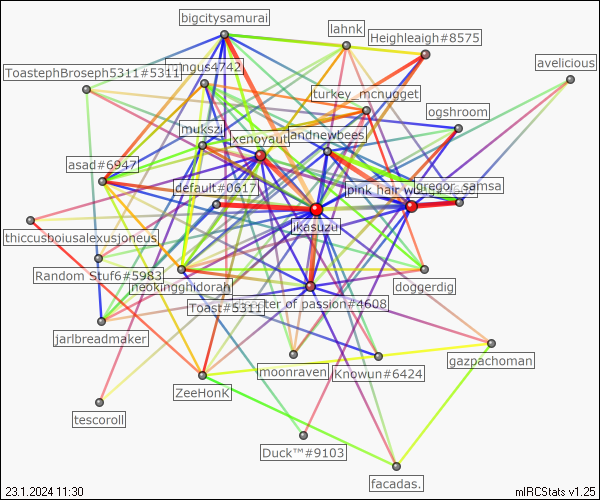 bigcitysamurai
lahnk
Heighleaigh#8575
mingus4742
ToastephBroseph5311#5311
avelicious
turkey_mcnugget
ogshroom
mukszi
xenoyaut
andnewbees
asad#6947
default#0617
pink hair
gregor_samsa
ikasuzu
thiccusboiusalexusjoneus
Random Stuf6#5983
neokingghidorah
doggerdig
Toast#5311
of passion#4608
jarlbreadmaker
gazpachoman
moonraven
Knowun#6424
ZeeHonK
tescoroll
Duck™#9103
facadas.
23.1.2024 11:30
mIRCStats v1.25